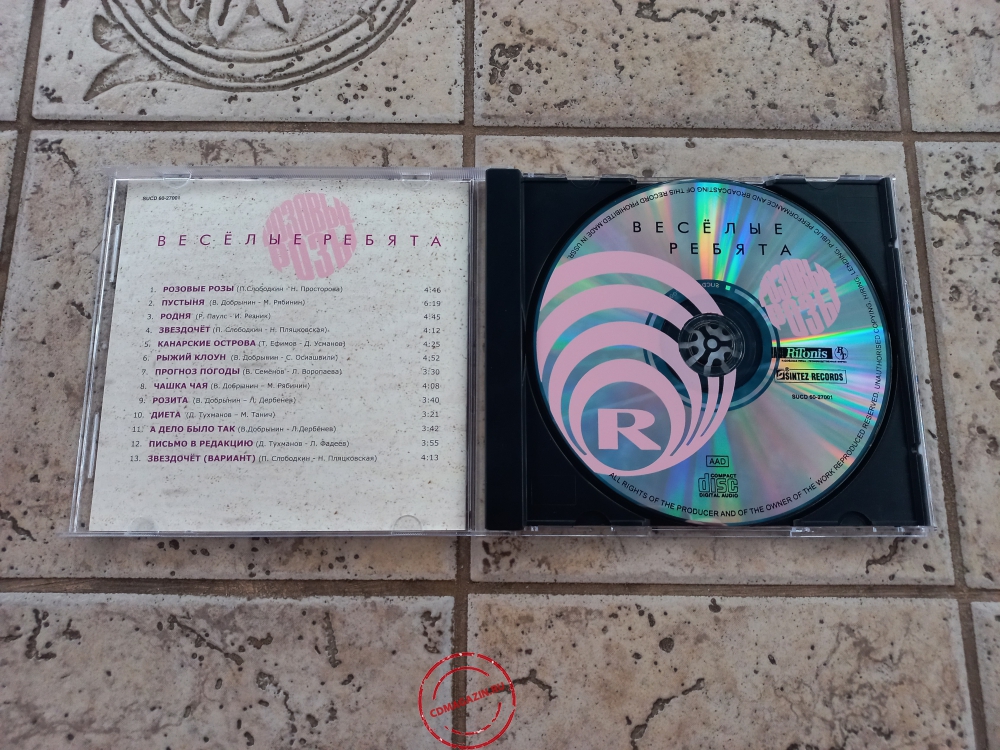 SUCD 60-27001
РОЗОВЫЕ РОЗЫ
ВЕСЁЛЫЕ РЕБЯТА
1. РОЗОВЫЕ РОЗЫ (П.Слободкин - Н. Просторова) 4:46
2. ПУСТЫНЯ (В. Добрынин - М. Рябинин) 6:19
3. РОДНЯ (Р. Паулс - И. Резник) 4:45
4. ЗВЕЗДОЧЁТ (П. Слободкин - Н. Пляцковская) 4:12
5. КАНАРСКИЕ ОСТРОВА (Т. Ефимов - Д. Усманов) 4:25
6. РЫЖИЙ КЛОУН (В. Добрынин - С. Осиашвили) 4:52
7. ПРОГНОЗ ПОГОДЫ (В. Семёнов - Л. Воропаева) 3:30
8. ЧАШКА ЧАЯ (В. Добрынин - М. Рябинин) 4:08
9. РОЗИТА (В. Добрынин - Л. Дербенёв) 3:40
10. ДИЕТА (Д. Тухманов - М. Танич) 3:21
11. А ДЕЛО БЫЛО ТАК (В.Добрынин - Л.Дербенёв) 3:42
12. ПИСЬМО В РЕДАКЦИЮ (Д. Тухманов - Л. Фадеев) 3:55
13. ЗВЕЗДОЧЁТ (ВАРИАНТ) (П. Слободкин - Н. Пляцковская) 4:13
ВЕСЁЛЫЕ
РЕБЯТА
RiTonis
SINTEZ RECORDS
SUCD 60-27001
R
AAD
COMPACT
disc
DIGITAL AUDIO
ALL RIGHTS OF THE PRODUCER AND OF THE OWNER OF THE WORK REPRODUCED RESERVED. UNAUTHORISED COPYING, HIRING, LENDING, PUBLIC PERFORMANCE AND BROADCASTING OF THIS RECORD PROHIBITED MADE IN USSR.
CDMAGAZIN.RU